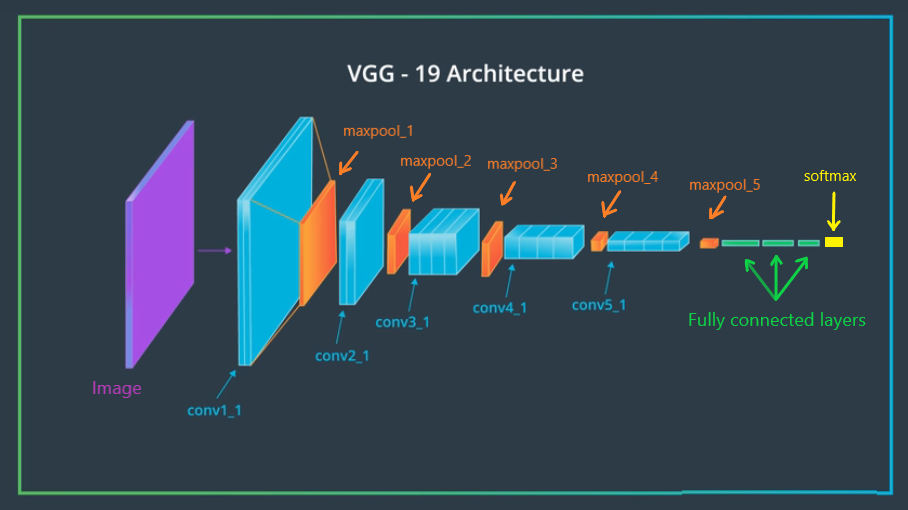 VGG - 19 Architecture
maxpool_1
maxpool_2
maxpool_3
maxpool_4
maxpool_5
softmax
conv5_1
conv4_1
conv3_1
Fully connected layers
conv2_1
Image
conv1_1